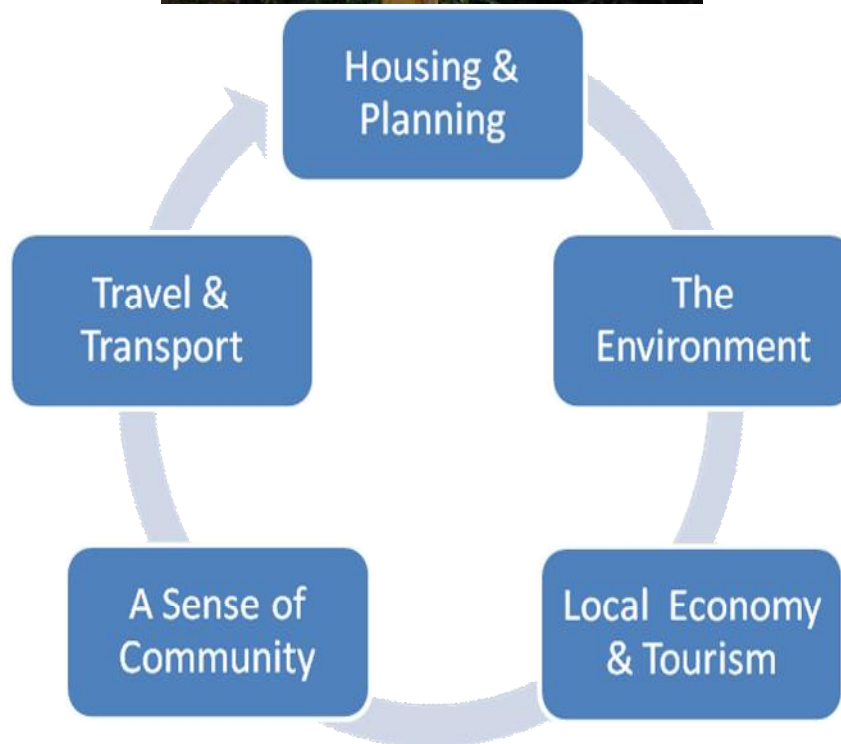 Housing &
Planning
The
Environment
Local Economy
& Tourism
A Sense of
Community
Travel &
Transport